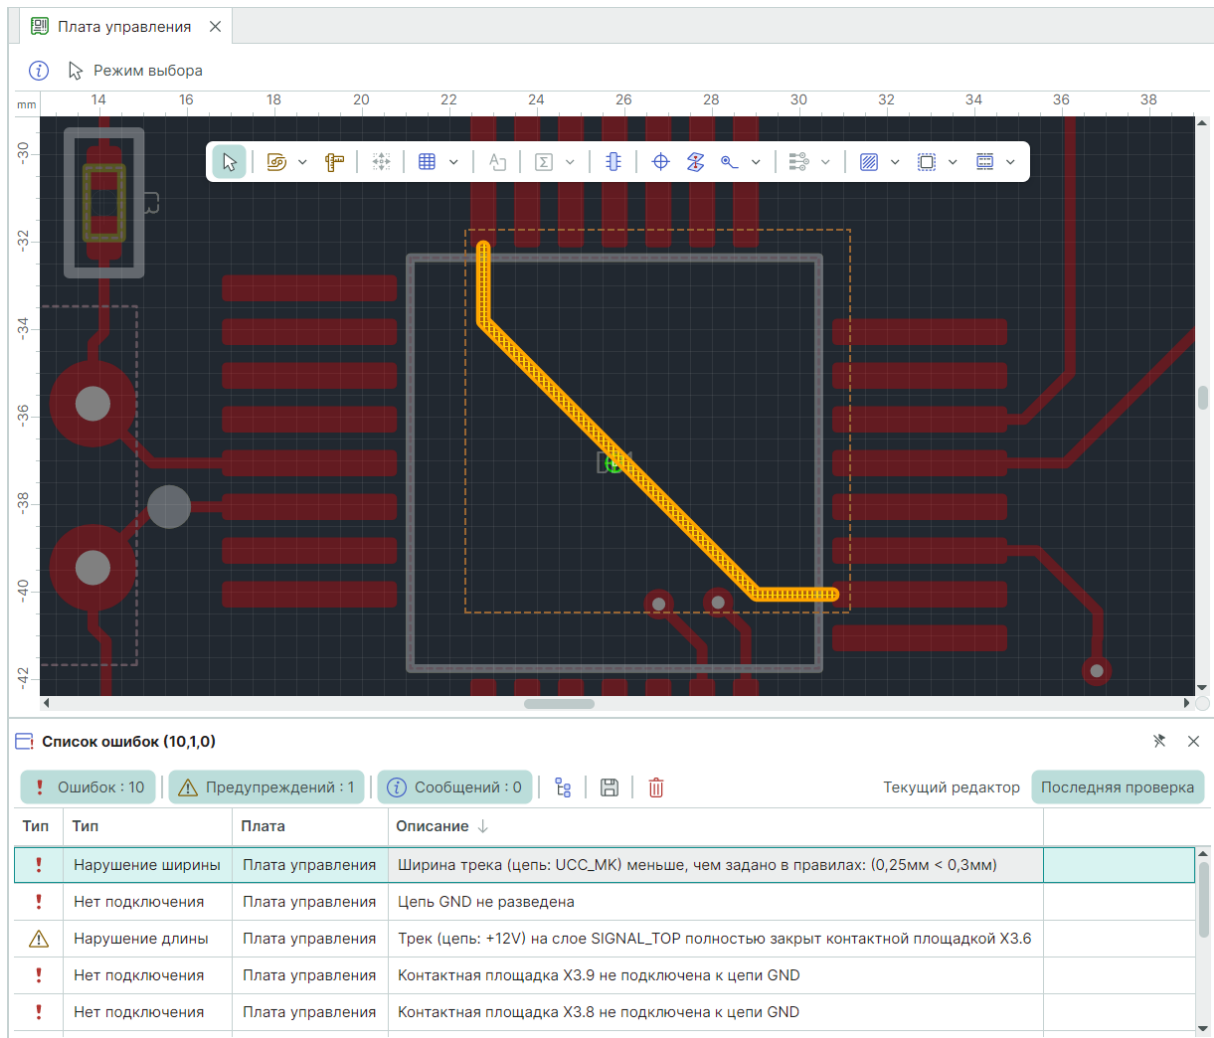 Плата управления
Режим выбора
mm 14 16 18 20 22 24 26 28 30 32 34 36 38
-30
-32
-34
-36
-38
-40
-42
Список ошибок (10,1,0)
Ошибок : 10 Предупреждений : 1 Сообщений : 0 Текущий редактор Последняя проверка
Тип Тип Плата Описание
Нарушение ширины Плата управления Ширина трека (цепь: UCC_MK) меньше, чем задано в правилах: (0,25мм < 0,3мм)
Нет подключения Плата управления Цепь GND не разведена
Нарушение длины Плата управления Трек (цепь: +12V) на слое SIGNAL_TOP полностью закрыт контактной площадкой X3.6
Нет подключения Плата управления Контактная площадка X3.9 не подключена к цепи GND
Нет подключения Плата управления Контактная площадка X3.8 не подключена к цепи GND